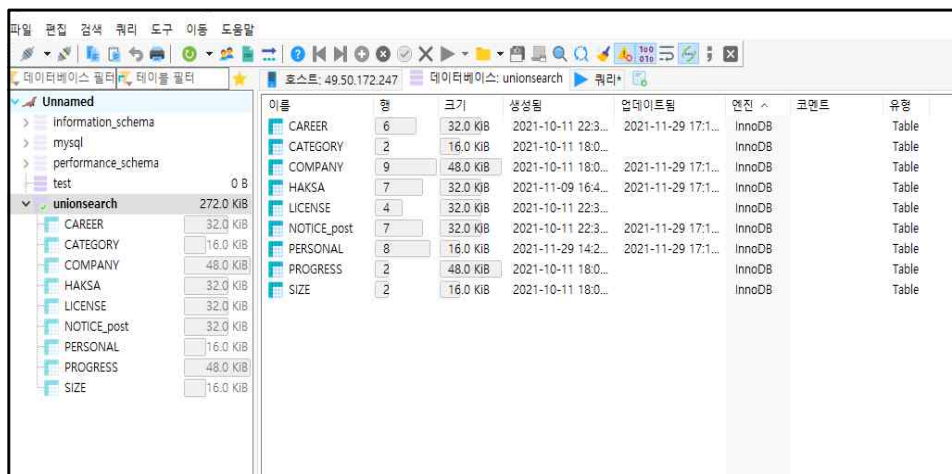 파일 편집 검색 쿼리 도구 이동 도움말
데이터베이스 필터 테이블 필터 호스트: 49.50.172.247 데이터베이스: unionsearch 쿼리*
Unnamed
information_schema
mysql
performance_schema
test 0 B
unionsearch 272.0 KiB
CAREER 32.0 KiB
CATEGORY 16.0 KiB
COMPANY 48.0 KiB
HAKSA 32.0 KiB
LICENSE 32.0 KiB
NOTICE_post 32.0 KiB
PERSONAL 16.0 KiB
PROGRESS 48.0 KiB
SIZE 16.0 KiB
이름 행 크기 생성됨 업데이트됨 엔진 코멘트 유형
CAREER 6 32.0 KiB 2021-10-11 22:3... 2021-11-29 17:1... InnoDB Table
CATEGORY 2 16.0 KiB 2021-10-11 18:0... InnoDB Table
COMPANY 9 48.0 KiB 2021-10-11 18:0... 2021-11-29 17:1... InnoDB Table
HAKSA 7 32.0 KiB 2021-11-09 16:4... 2021-11-29 17:1... InnoDB Table
LICENSE 4 32.0 KiB 2021-10-11 22:3... InnoDB Table
NOTICE_post 7 32.0 KiB 2021-10-11 22:3... 2021-11-29 17:1... InnoDB Table
PERSONAL 8 16.0 KiB 2021-11-29 14:2... 2021-11-29 17:1... InnoDB Table
PROGRESS 2 48.0 KiB 2021-10-11 18:0... InnoDB Table
SIZE 2 16.0 KiB 2021-10-11 18:0... InnoDB Table